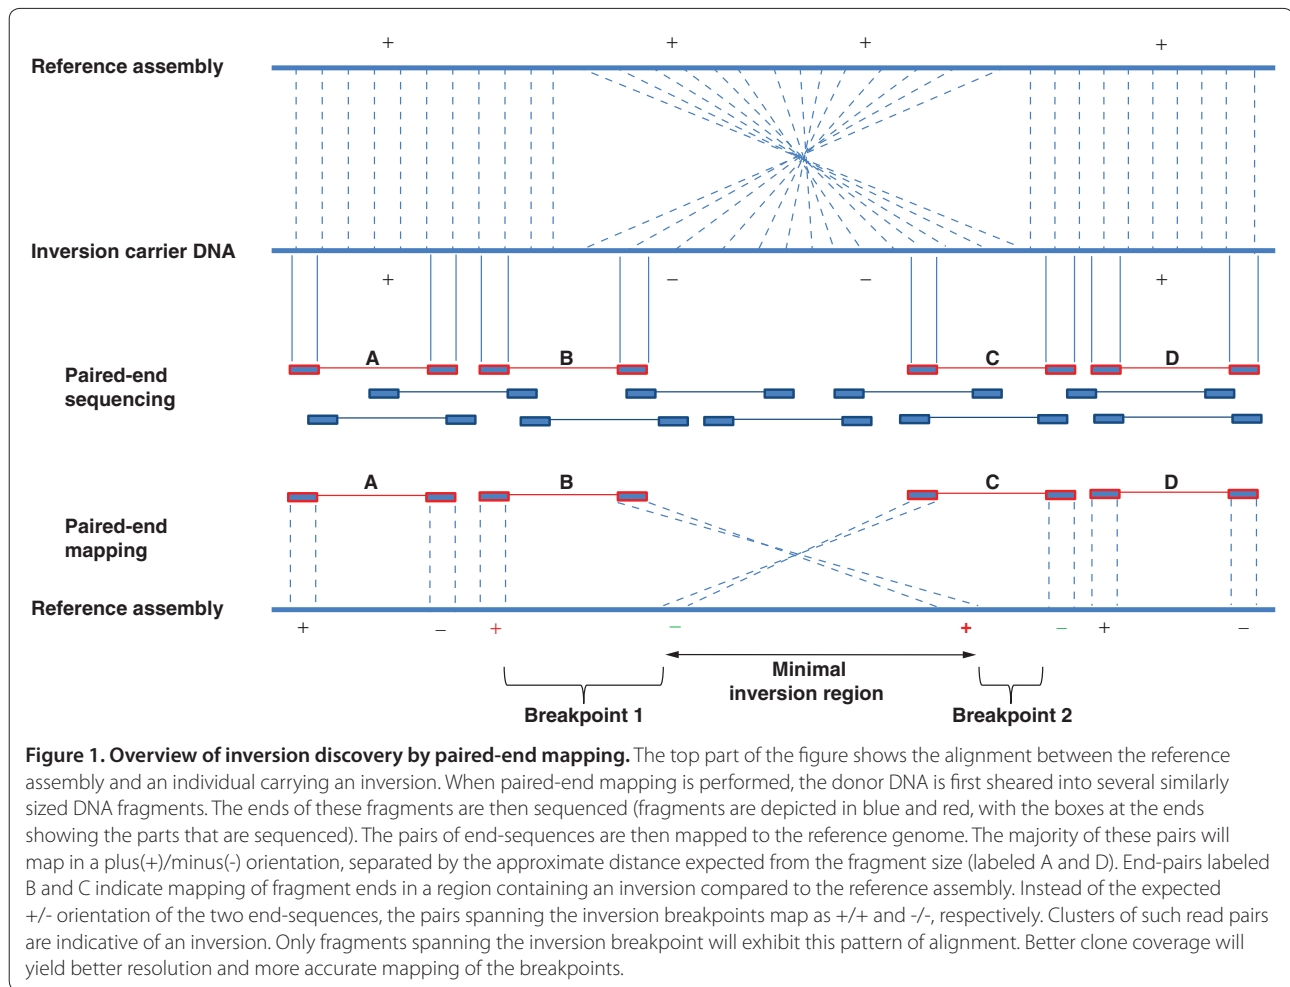 + + + +
Reference assembly
Inversion carrier DNA
+ − − +
A B C D
Paired-end
sequencing
A B C D
Paired-end
mapping
Reference assembly
+ − + − + − + −
Minimal
inversion region
Breakpoint 1 Breakpoint 2
Figure 1. Overview of inversion discovery by paired-end mapping. The top part of the figure shows the alignment between the reference
assembly and an individual carrying an inversion. When paired-end mapping is performed, the donor DNA is first sheared into several similarly
sized DNA fragments. The ends of these fragments are then sequenced (fragments are depicted in blue and red, with the boxes at the ends
showing the parts that are sequenced). The pairs of end-sequences are then mapped to the reference genome. The majority of these pairs will
map in a plus(+)/minus(-) orientation, separated by the approximate distance expected from the fragment size (labeled A and D). End-pairs labeled
B and C indicate mapping of fragment ends in a region containing an inversion compared to the reference assembly. Instead of the expected
+/- orientation of the two end-sequences, the pairs spanning the inversion breakpoints map as +/+ and -/-, respectively. Clusters of such read pairs
are indicative of an inversion. Only fragments spanning the inversion breakpoint will exhibit this pattern of alignment. Better clone coverage will
yield better resolution and more accurate mapping of the breakpoints.